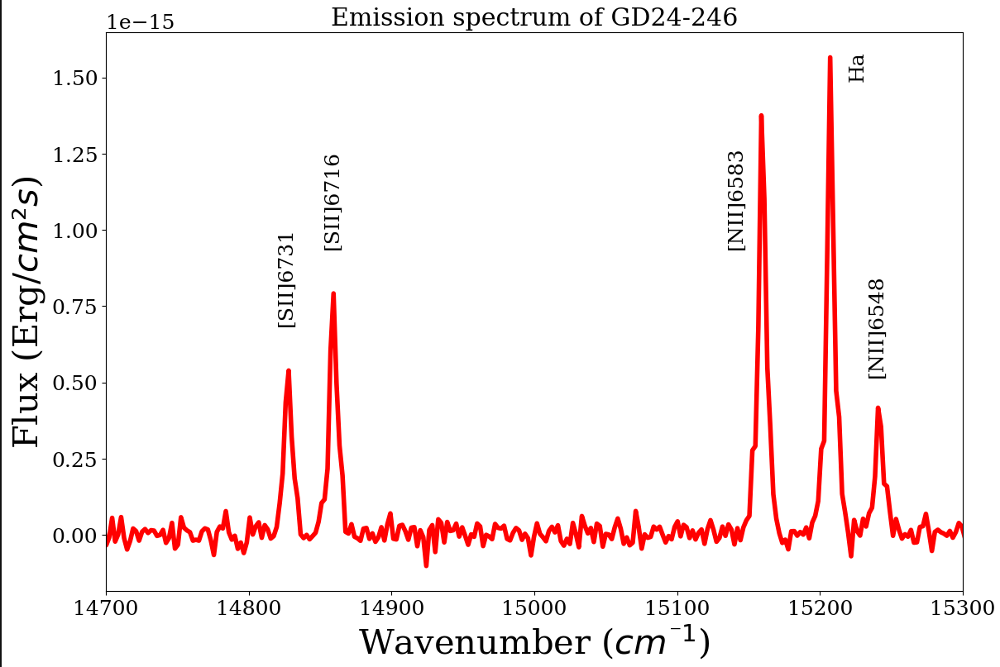 Emission spectrum of GD24-246
1e−15
Flux (Erg/cm²s)
1.50
1.25
1.00
0.75
0.50
0.25
0.00
[SII]6731
[SII]6716
[NII]6583
Ha
[NII]6548
14700 14800 14900 15000 15100 15200 15300
Wavenumber (cm⁻¹)